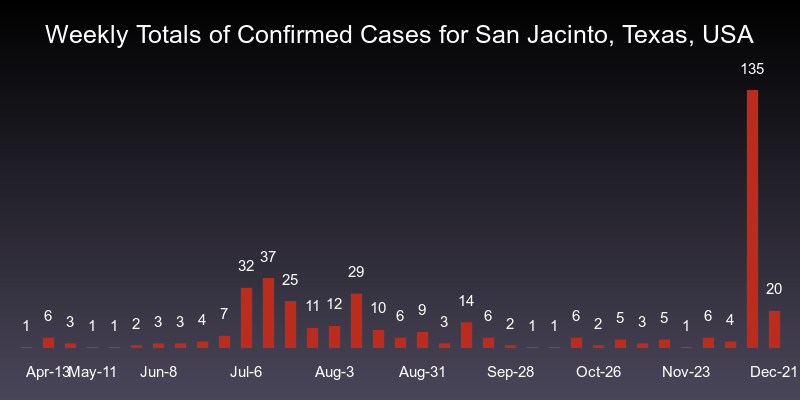 Weekly Totals of Confirmed Cases for San Jacinto, Texas, USA
1 6 3 1 1 2 3 3 4 7 32 37 25 11 12 29 10 6 9 3 14 6 2 1 1 6 2 5 3 5 1 6 4 135 20
Apr-13 May-11 Jun-8 Jul-6 Aug-3 Aug-31 Sep-28 Oct-26 Nov-23 Dec-21